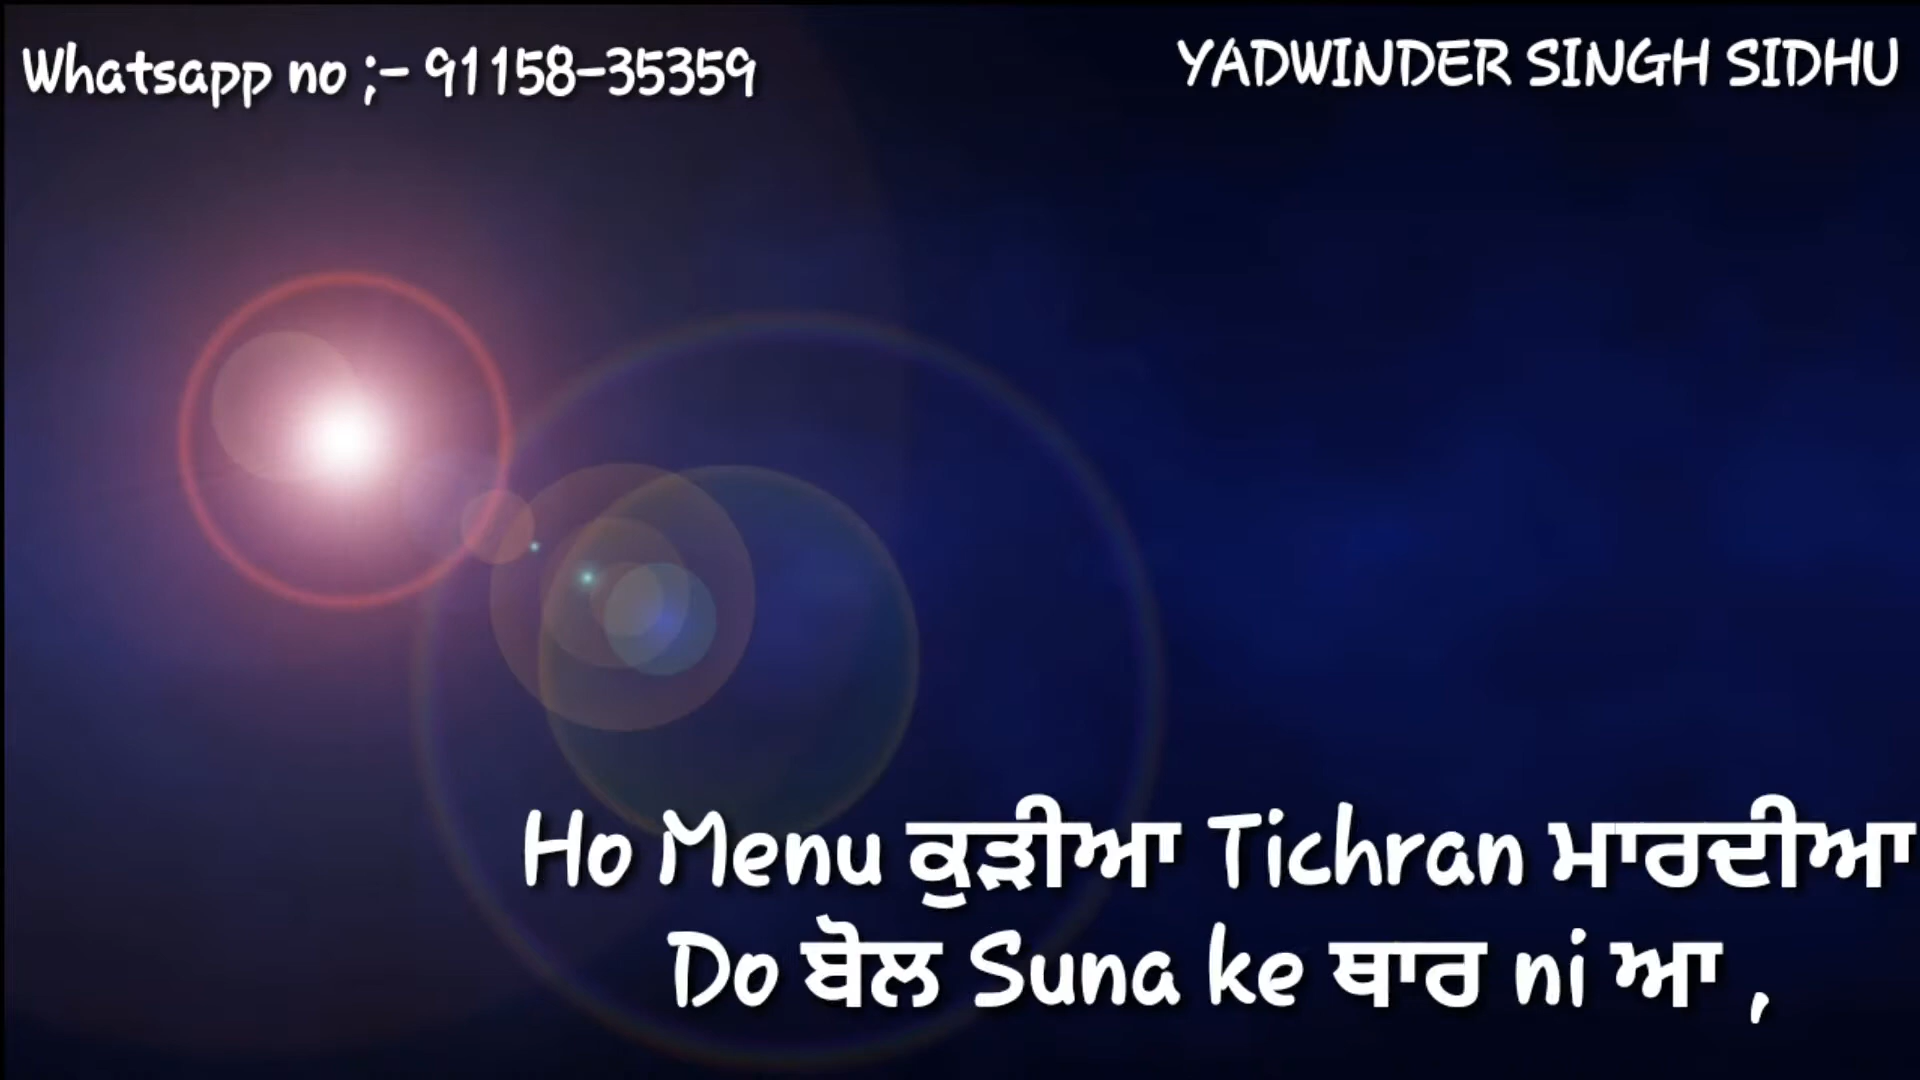 Whatsapp no ;- 91158-35359
YADWINDER SINGH SIDHU
Ho Menu ਕੁੜੀਆ Tichran ਮਾਰਦੀਆ
Do ਬੋਲ Suna ke ਥਾਰ ni ਆ ,